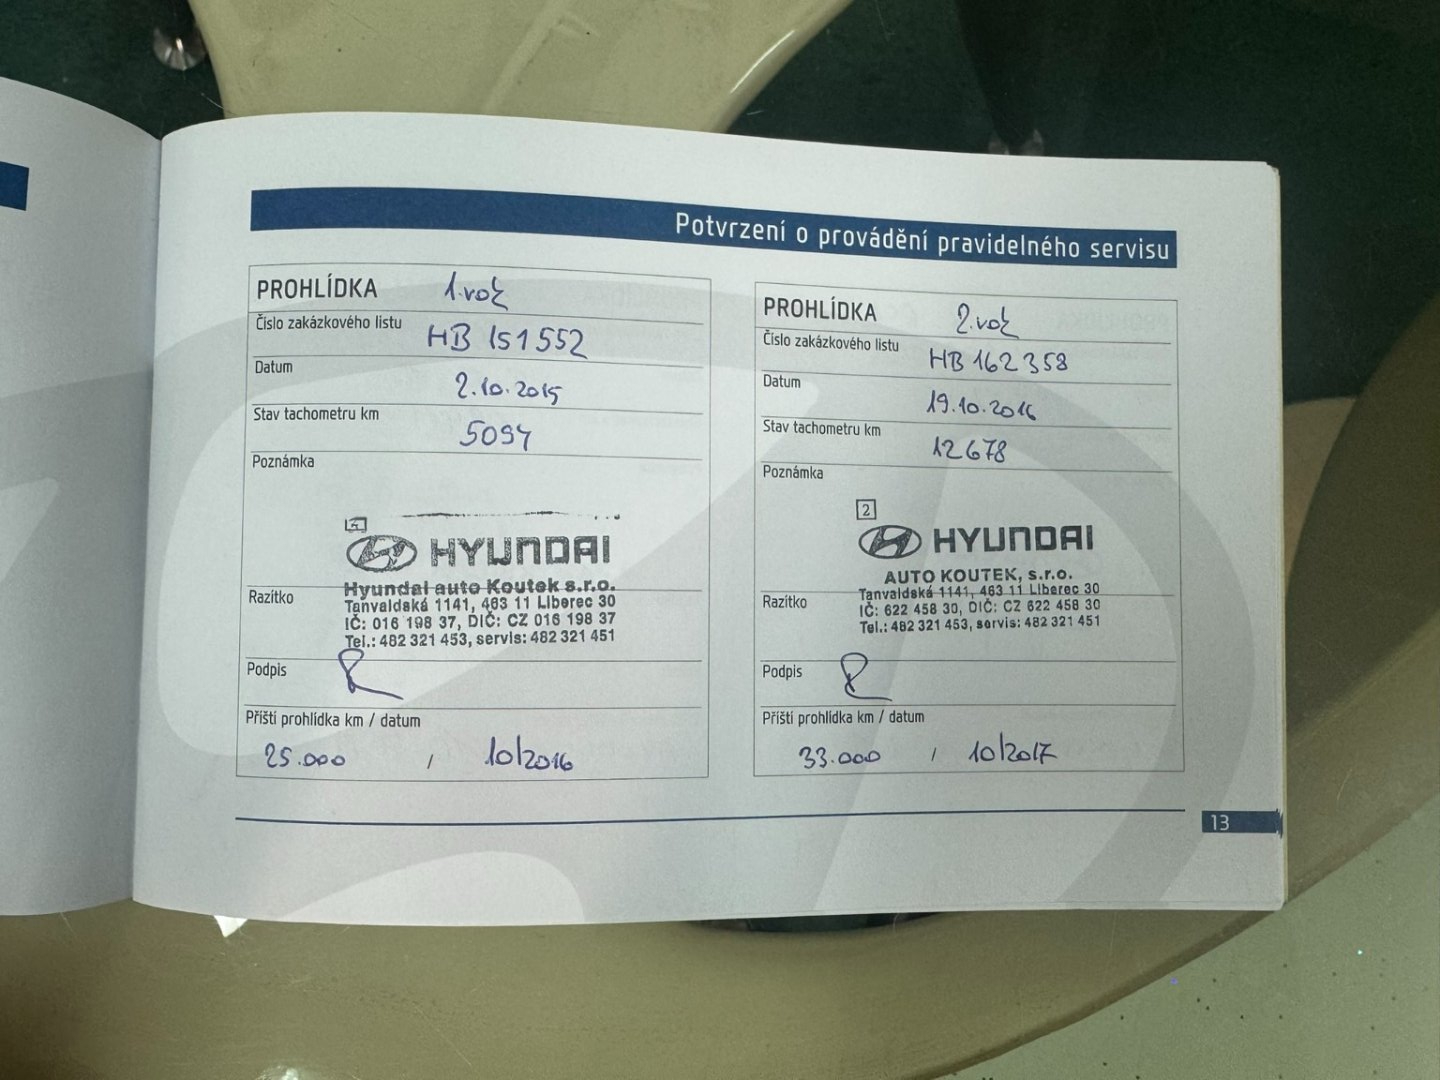 Potvrzení o provádění pravidelného servisu
PROHLÍDKA 1. rok
Číslo zakázkového listu HB 151552
Datum 2.10.2015
Stav tachometru km 5094
Poznámka
HYUNDAI
Hyundai auto Koutek s.r.o.
Razítko
Tanvaldská 1141, 463 11 Liberec 30
IČ: 016 198 37, DIČ: CZ 016 198 37
Tel.: 482 321 453, servis: 482 321 451
Podpis
Příští prohlídka km / datum
25.000 / 10/2016
PROHLÍDKA 2. rok
Číslo zakázkového listu HB 162358
Datum 19.10.2016
Stav tachometru km 12678
Poznámka
2
HYUNDAI
AUTO KOUTEK, s.r.o.
Tanvaldská 1141, 463 11 Liberec 30
Razítko
IČ: 622 458 30, DIČ: CZ 622 458 30
Tel.: 482 321 453, servis: 482 321 451
Podpis
Příští prohlídka km / datum
33.000 / 10/2017
13